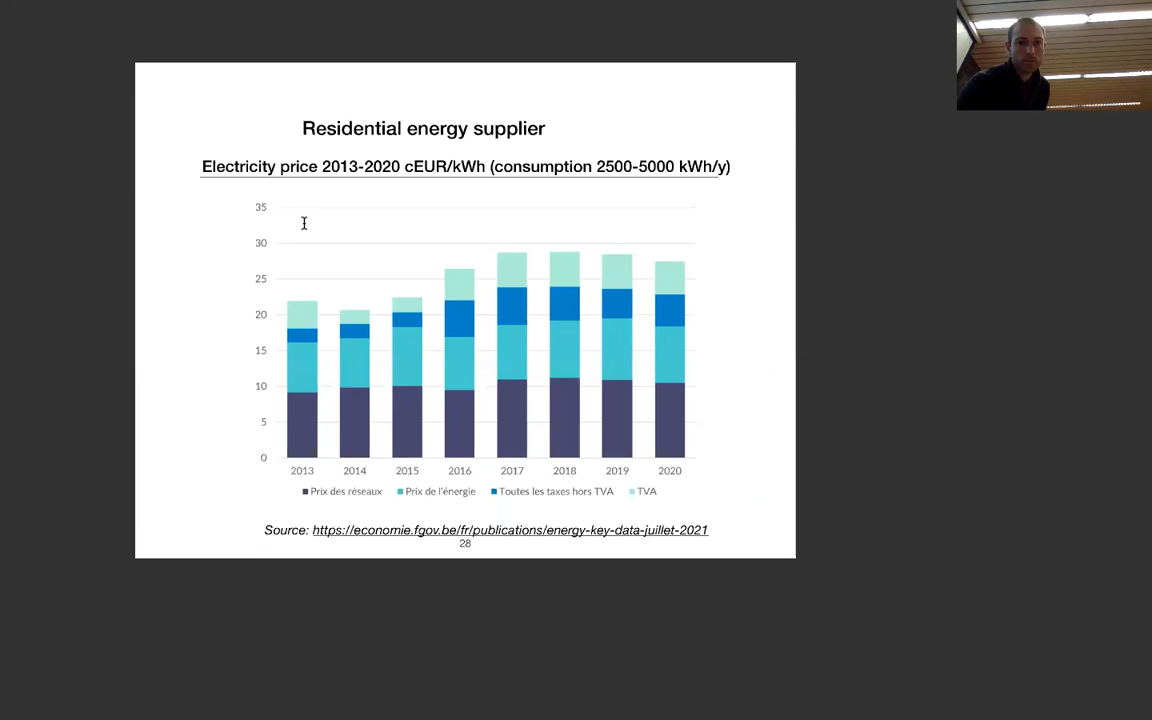 Residential energy supplier
Electricity price 2013-2020 cEUR/kWh (consumption 2500-5000 kWh/y)
35
30
25
20
15
10
5
0
2013 2014 2015 2016 2017 2018 2019 2020
Prix des réseaux Prix de l'énergie Toutes les taxes hors TVA TVA
Source: https://economie.fgov.be/fr/publications/energy-key-data-juillet-2021
28